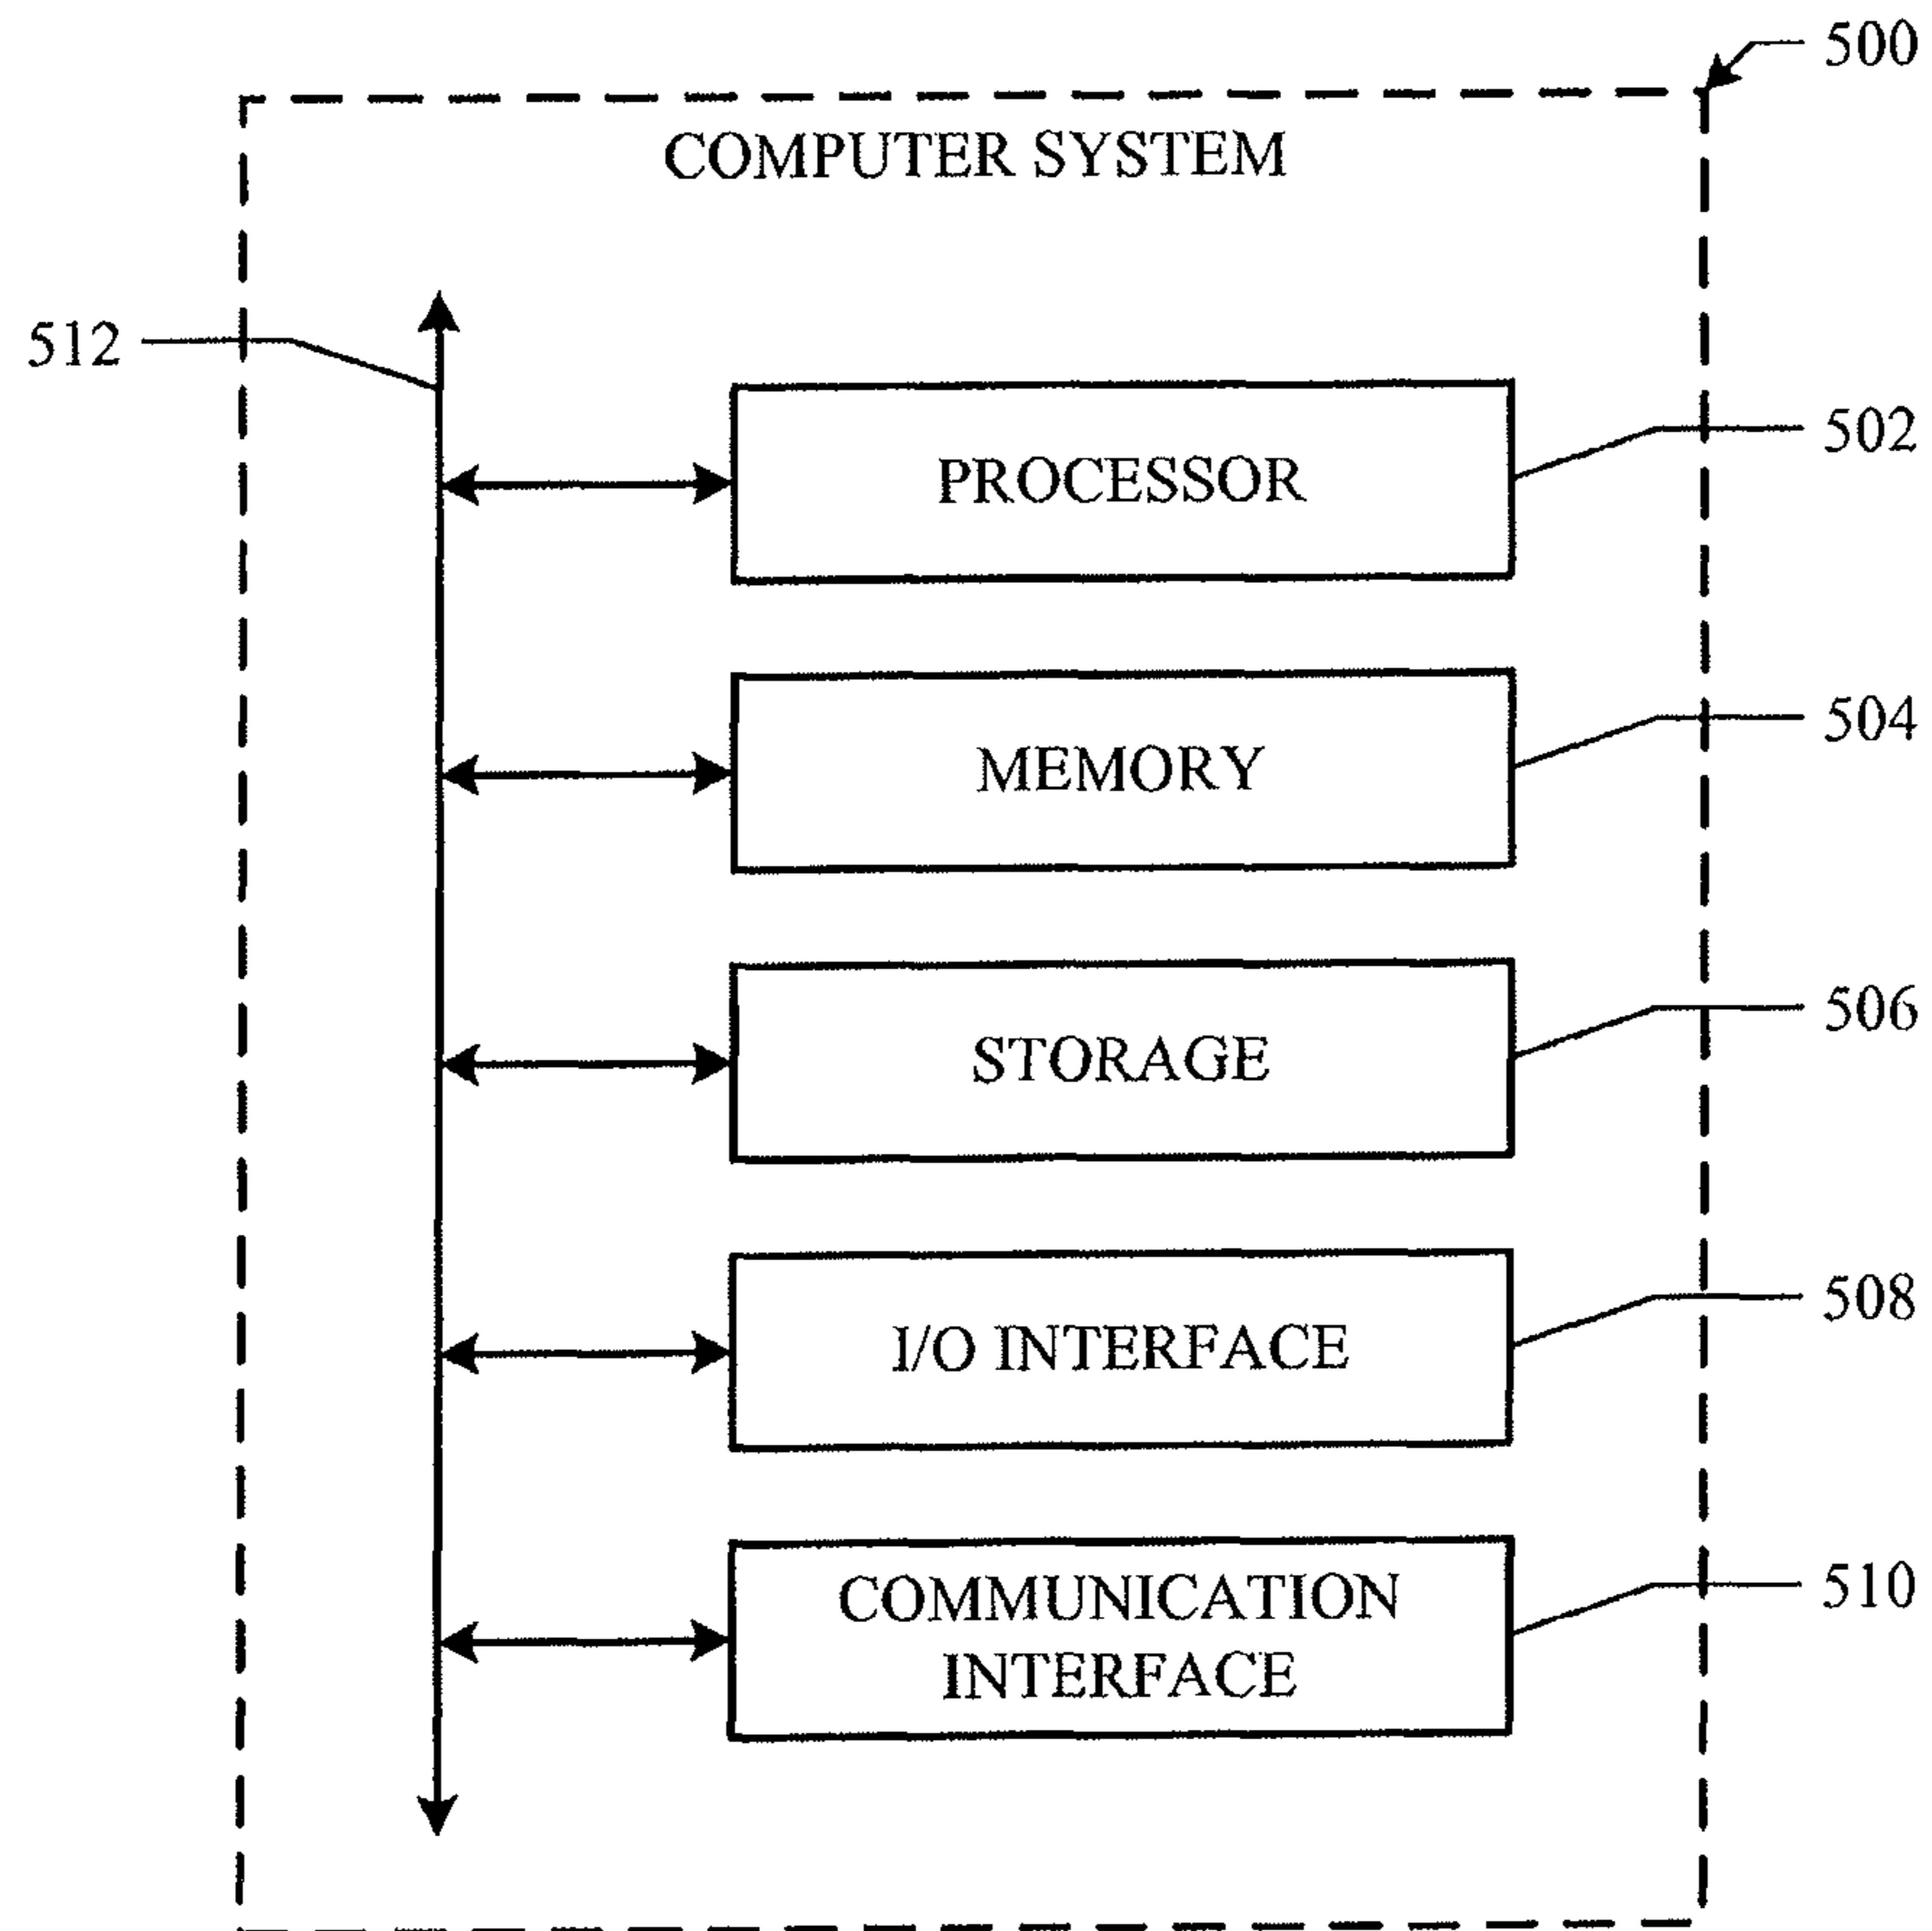 500
COMPUTER SYSTEM
512
502
PROCESSOR
504
MEMORY
506
STORAGE
508
I/O INTERFACE
510
COMMUNICATION
INTERFACE